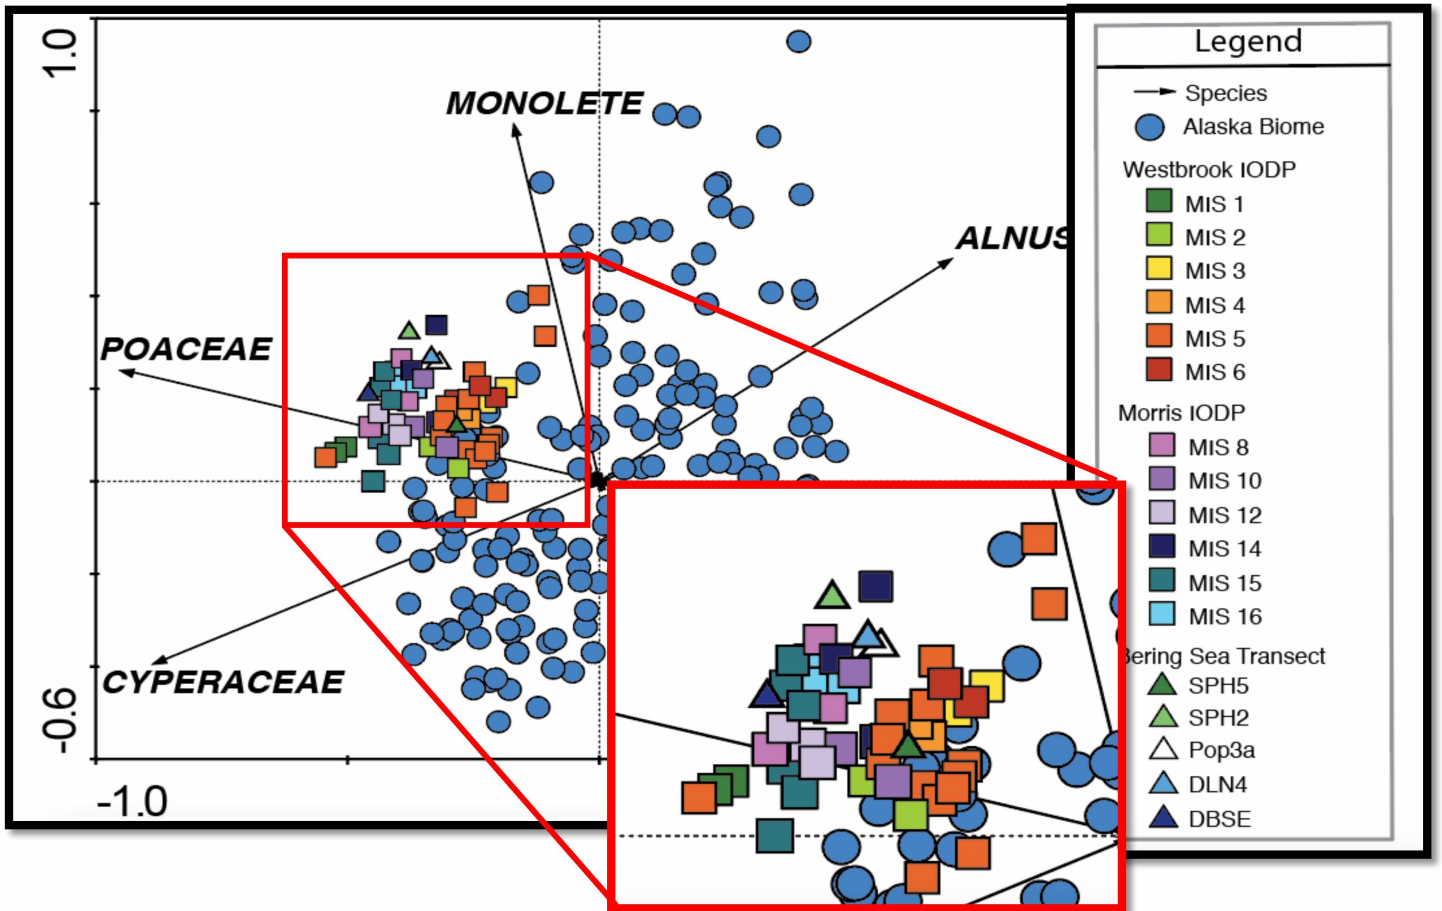 1.0
MONOLETE
ALNUS
POACEAE
CYPERACEAE
-0.6
-1.0
Legend
Species
Alaska Biome
Westbrook IODP
MIS 1
MIS 2
MIS 3
MIS 4
MIS 5
MIS 6
Morris IODP
MIS 8
MIS 10
MIS 12
MIS 14
MIS 15
MIS 16
Bering Sea Transect
SPH5
SPH2
Pop3a
DLN4
DBSE